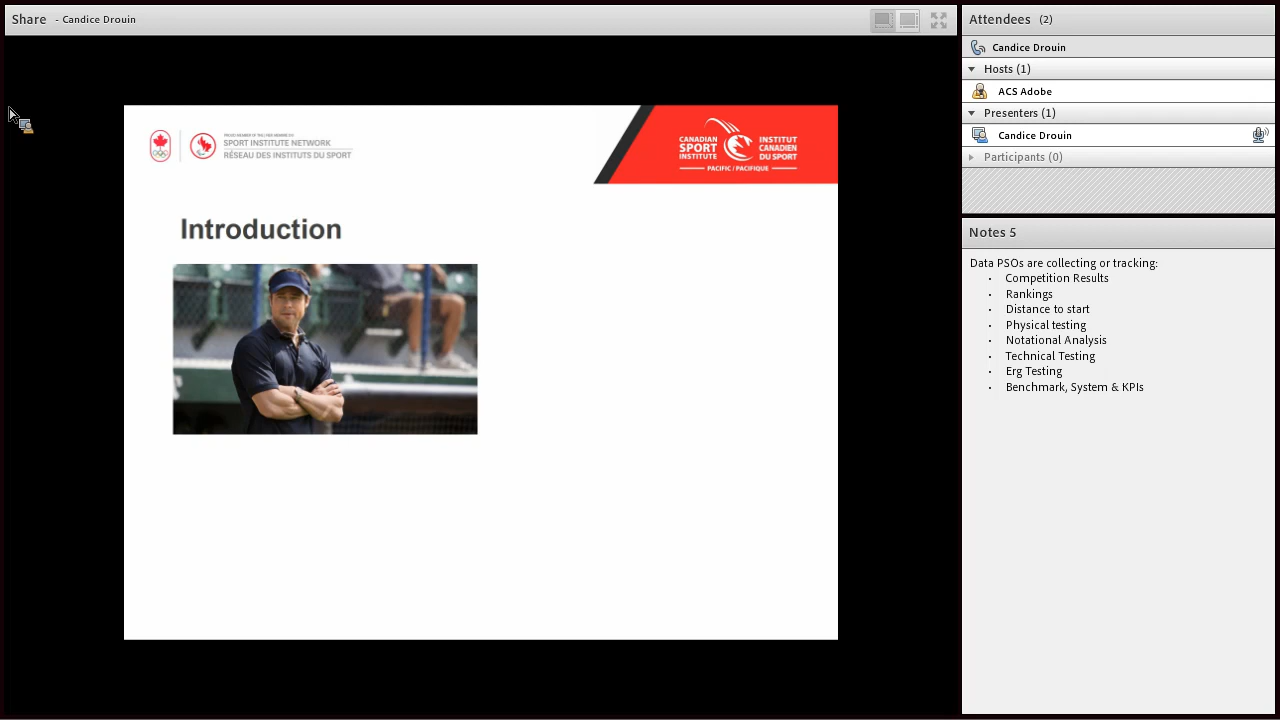 Share - Candice Drouin
SPORT INSTITUTE NETWORK
RÉSEAU DES INSTITUTS DU SPORT
CANADIAN
SPORT
INSTITUTE
INSTITUT
CANADIEN
DU SPORT
PACIFIC / PACIFIQUE
Introduction
Attendees (2)
Candice Drouin
Hosts (1)
ACS Adobe
Presenters (1)
Candice Drouin
Participants (0)
Notes 5
Data PSOs are collecting or tracking:
· Competition Results
· Rankings
· Distance to start
· Physical testing
· Notational Analysis
· Technical Testing
· Erg Testing
· Benchmark, System & KPIs